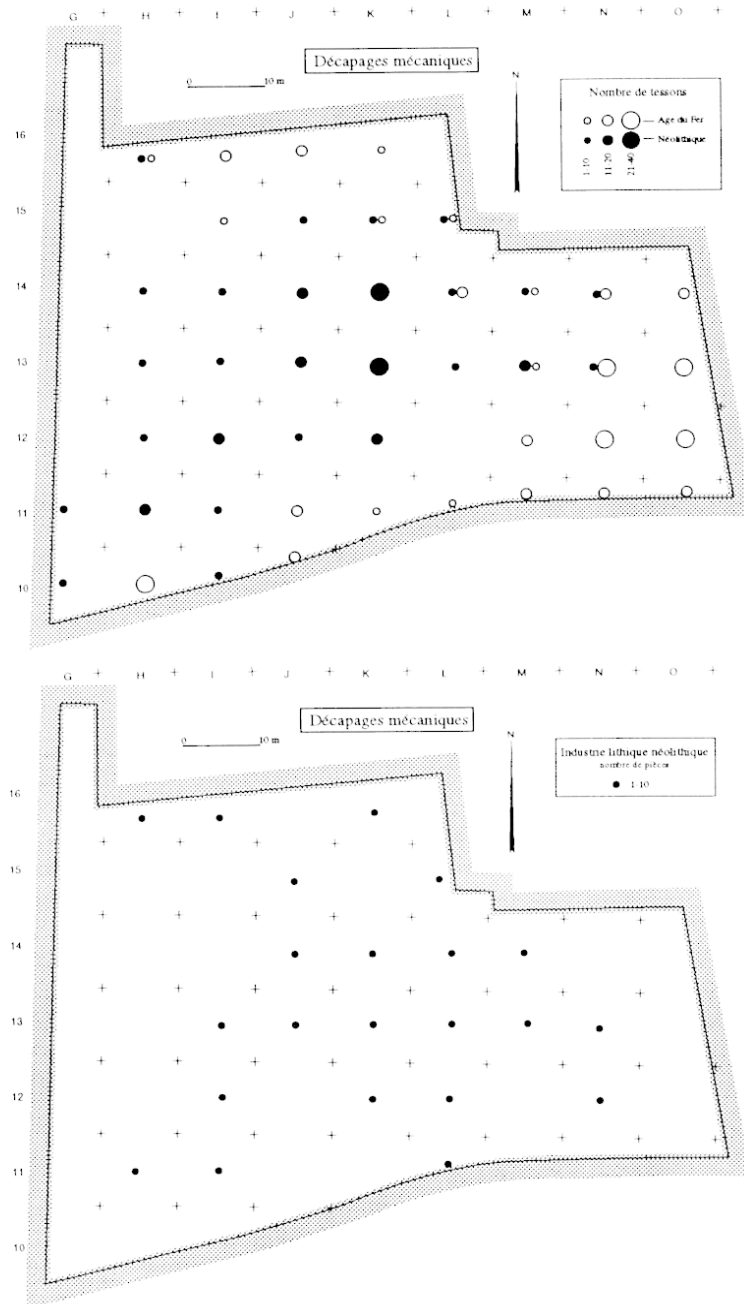 G H I J K L M N O
Décapages mécaniques
0 10 m
N
Nombre de tessons
Age du Fer
Néolithique
1-10
11-20
21-40
16
15
14
13
12
11
10
G H I J K L M N O
Décapages mécaniques
0 10 m
N
Industrie lithique néolithique
nombre de pièces
1-10
16
15
14
13
12
11
10